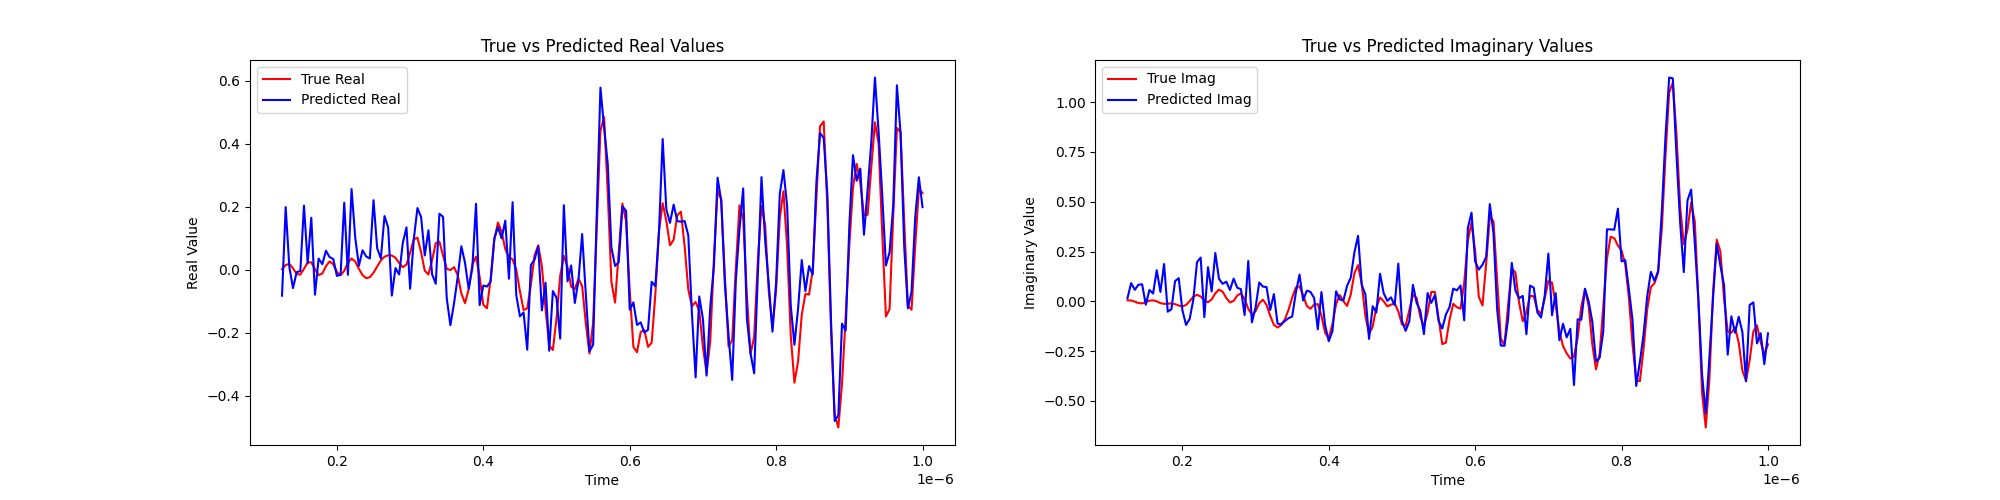 True vs Predicted Real Values
True Real
Predicted Real
0.6
0.4
0.2
0.0
−0.2
−0.4
Real Value
0.2
0.4
0.6
0.8
1.0
1e−6
Time
True vs Predicted Imaginary Values
True Imag
Predicted Imag
1.00
0.75
0.50
0.25
0.00
−0.25
−0.50
Imaginary Value
0.2
0.4
0.6
0.8
1.0
1e−6
Time